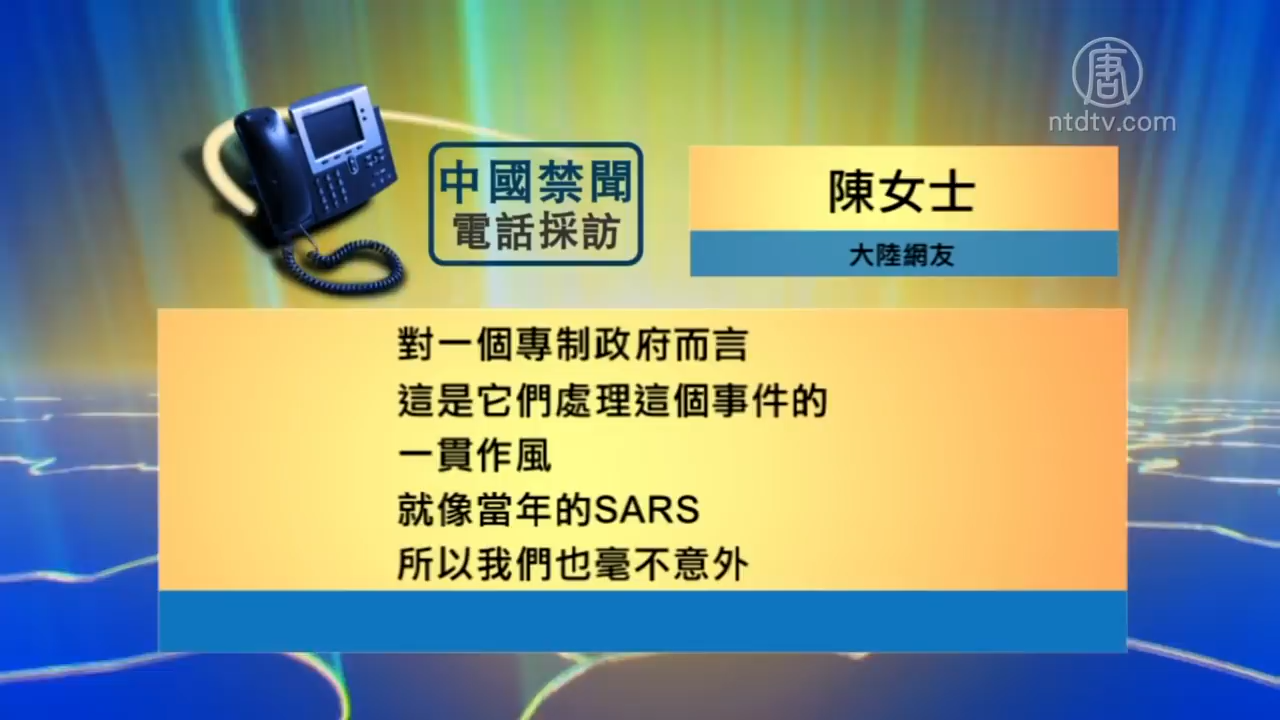 唐
ntdtv.com
中國禁聞
電話採訪
陳女士
大陸網友
對一個專制政府而言
這是它們處理這個事件的
一貫作風
就像當年的SARS
所以我們也毫不意外